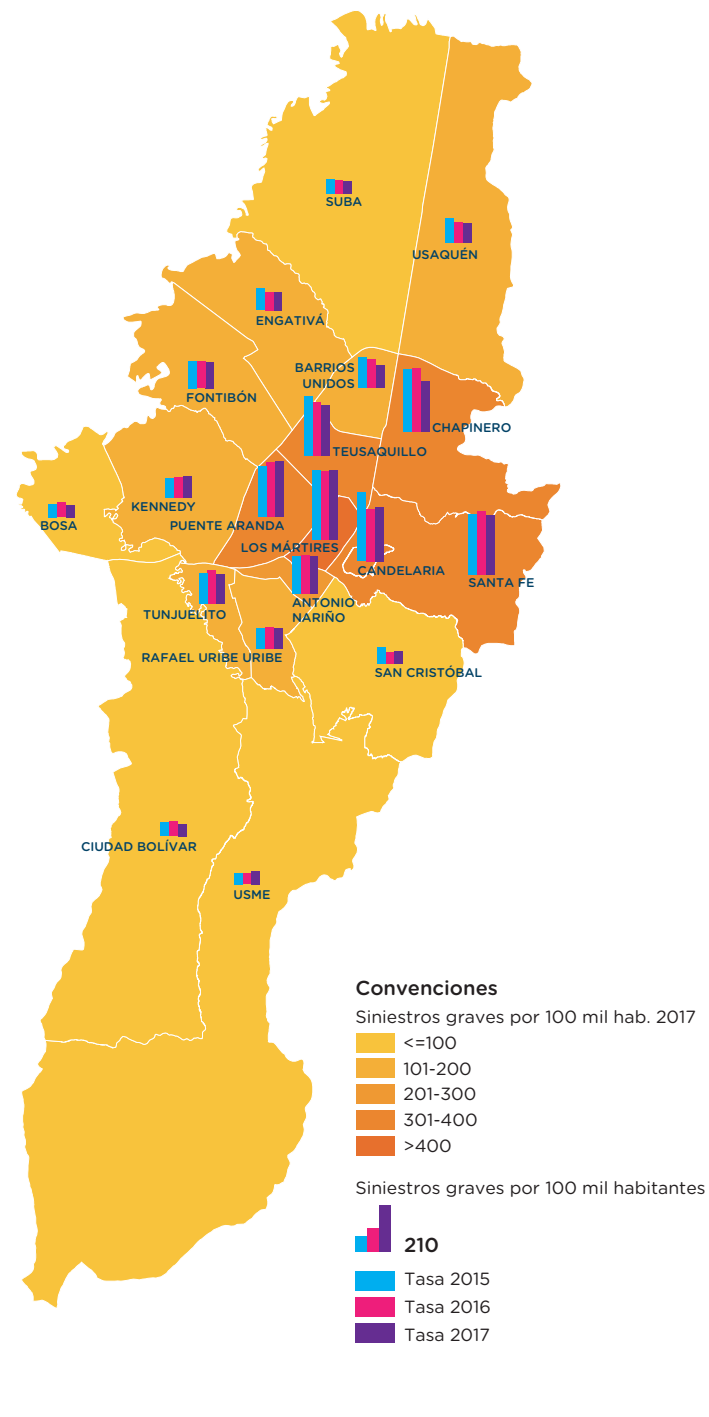 SUBA
USAQUÉN
ENGATIVÁ
BARRIOS
UNIDOS
FONTIBÓN
CHAPINERO
TEUSAQUILLO
KENNEDY
BOSA
PUENTE ARANDA
LOS MÁRTIRES
CANDELARIA
SANTA FE
ANTONIO
NARIÑO
TUNJUELITO
RAFAEL URIBE URIBE
SAN CRISTÓBAL
CIUDAD BOLÍVAR
USME
Convenciones
Siniestros graves por 100 mil hab. 2017
<=100
101-200
201-300
301-400
>400
Siniestros graves por 100 mil habitantes
210
Tasa 2015
Tasa 2016
Tasa 2017